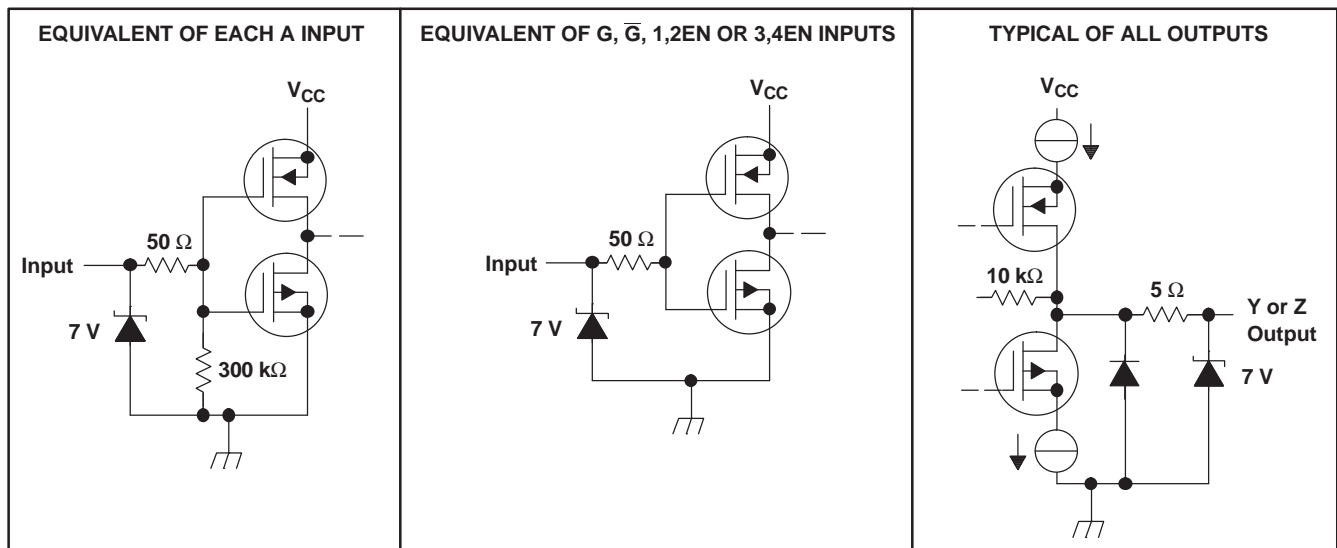 EQUIVALENT OF EACH A INPUT
VCC
50 Ω
Input
7 V
300 kΩ
EQUIVALENT OF G, G̅, 1,2EN OR 3,4EN INPUTS
VCC
50 Ω
Input
7 V
TYPICAL OF ALL OUTPUTS
VCC
10 kΩ
5 Ω
Y or Z
Output
7 V